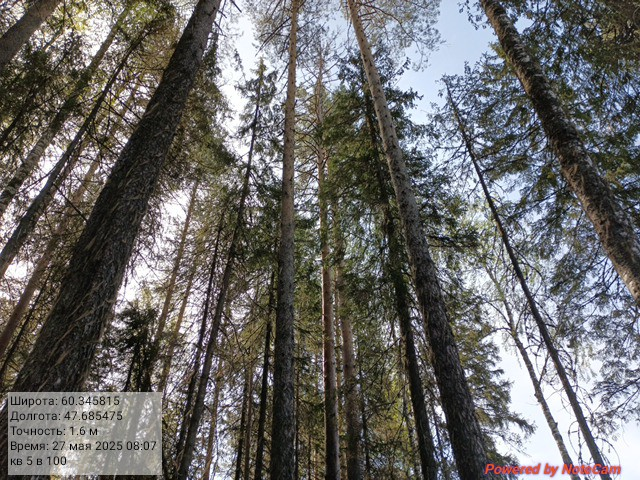 Широта: 60.345815
Долгота: 47.685475
Точность: 1.6 м
Время: 27 мая 2025 08:07
кв 5 в 100
Powered by NoteCam